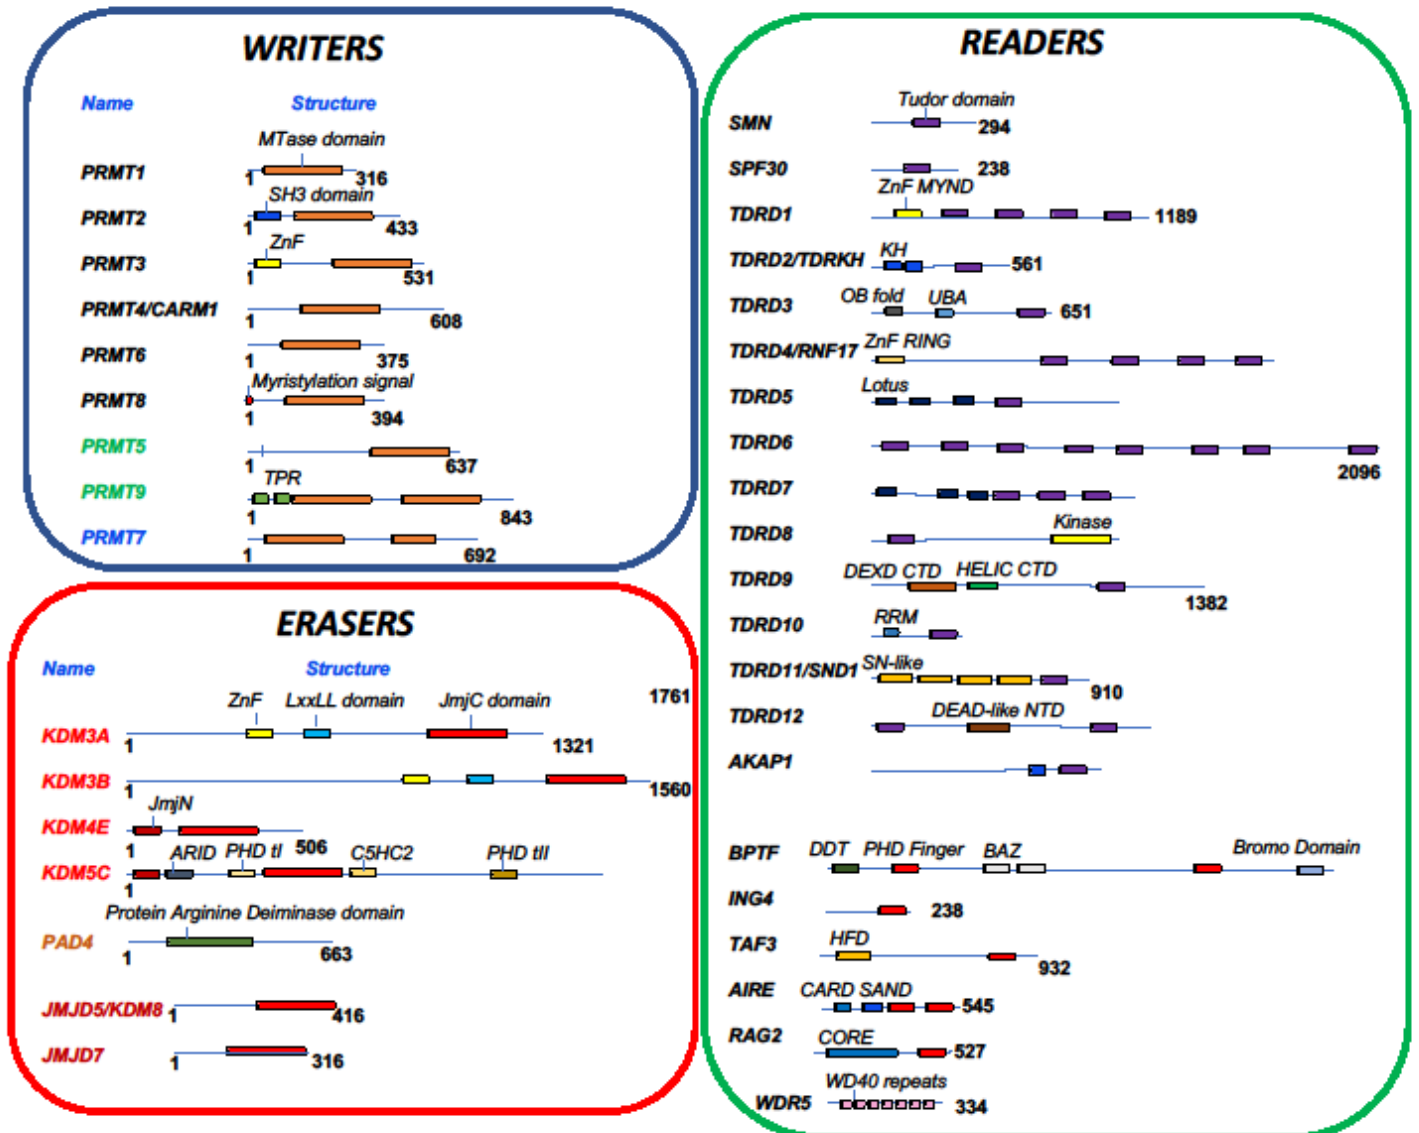 WRITERS
Name Structure
MTase domain
PRMT1
1 316
SH3 domain
PRMT2
1 433
ZnF
PRMT3
1 531
PRMT4/CARM1
1 608
PRMT6
1 375
Myristylation signal
PRMT8
1 394
PRMT5
1 637
TPR
PRMT9
1 843
PRMT7
1 692
ERASERS
Name Structure
1761
ZnF LxxLL domain JmjC domain
KDM3A
1 1321
KDM3B
1 1560
JmjN
KDM4E
1 506
ARID PHD tI C5HC2 PHD tII
KDM5C
1
Protein Arginine Deiminase domain
PAD4
1 663
JMJD5/KDM8 1 416
JMJD7 1 316
READERS
Tudor domain
SMN 294
SPF30 238
ZnF MYND
TDRD1 1189
KH
TDRD2/TDRKH 561
OB fold UBA
TDRD3 651
TDRD4/RNF17 ZnF RING
TDRD5 Lotus
TDRD6
2096
TDRD7
Kinase
TDRD8
DEXD CTD HELIC CTD
TDRD9
1382
RRM
TDRD10
TDRD11/SND1 SN-like
910
TDRD12 DEAD-like NTD
AKAP1
BPTF DDT PHD Finger BAZ Bromo Domain
ING4
238
TAF3 HFD
932
AIRE CARD SAND
545
RAG2 CORE
527
WD40 repeats
WDR5 334